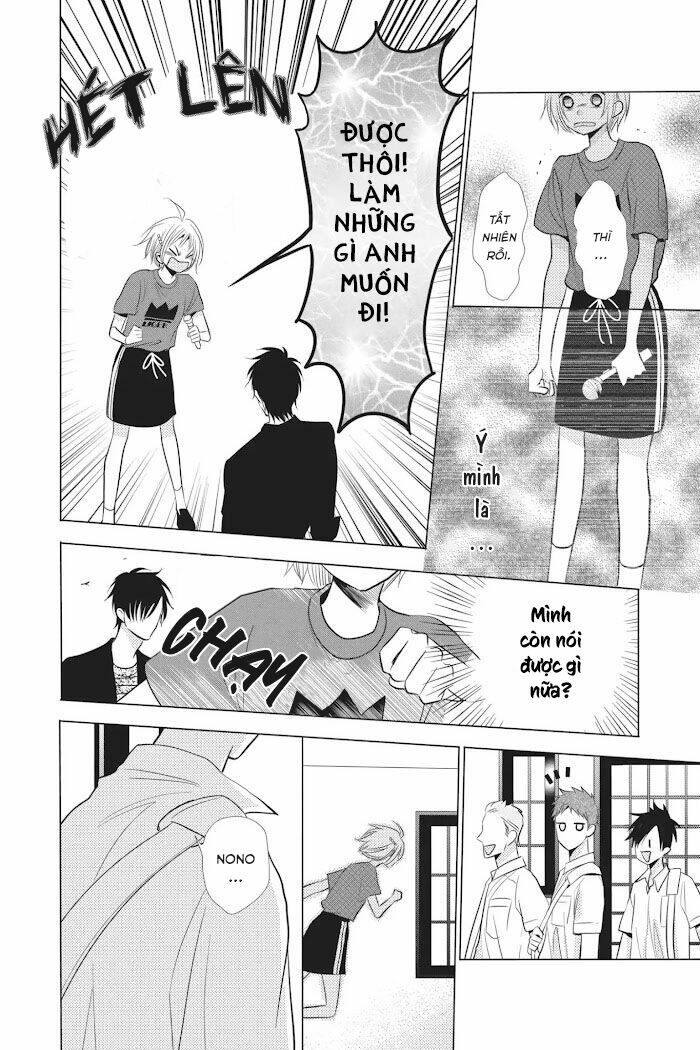 THÌ
...
TẤT
NHIÊN
RỒI.
Ý
mình
là
...
ĐƯỢC
THÔI!
LÀM
NHỮNG
GÌ ANH
MUỐN
ĐI!
HÉT LÊN
Mình
còn nói
được gì
nữa?
CHẠY
NONO
...